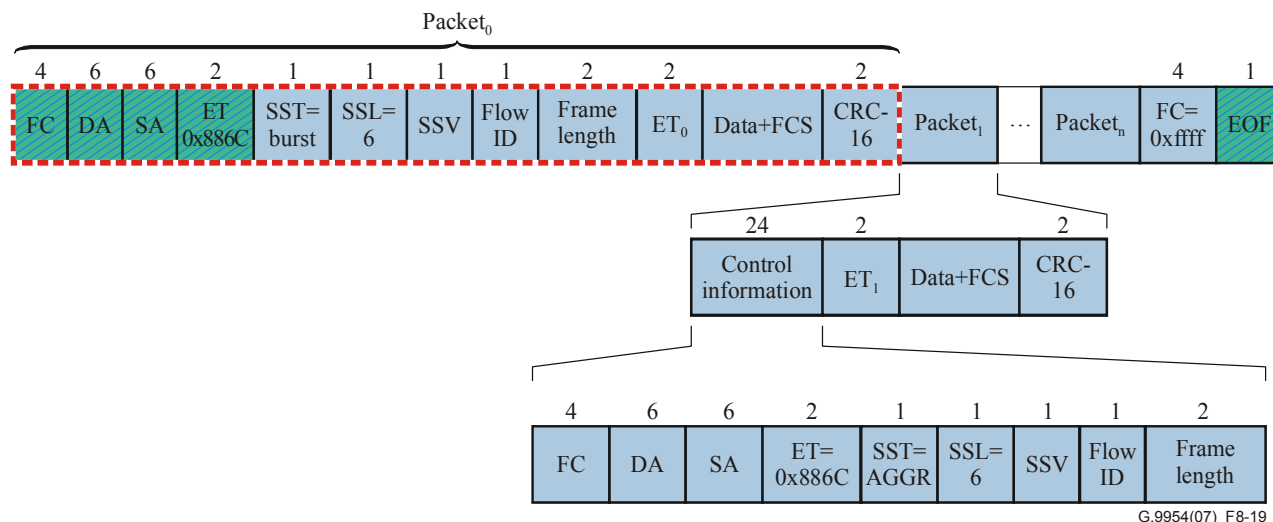 Packet₀
4 6 6 2 1 1 1 1 2 2 2 4 1
FC DA SA ET 0x886C SST= burst SSL= 6 SSV Flow ID Frame length ET₀ Data+FCS CRC- 16 Packet₁ ... Packetₙ FC= 0xffff EOF
24 2 2
Control information ET₁ Data+FCS CRC- 16
4 6 6 2 1 1 1 1 2
FC DA SA ET= 0x886C SST= AGGR SSL= 6 SSV Flow ID Frame length
G.9954(07)_F8-19